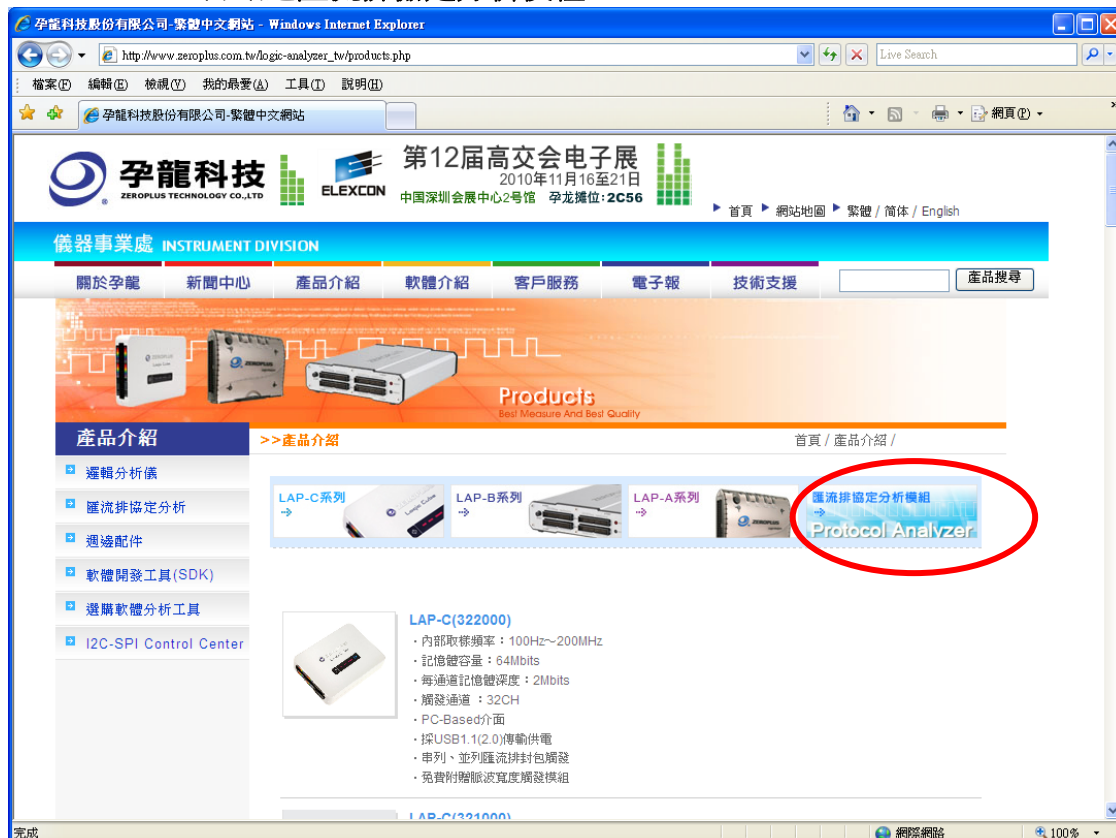 孕龍科技股份有限公司-繁體中文網站 - Windows Internet Explorer
http://www.zeroplus.com.tw/logic-analyzer_tw/products.php
Live Search
檔案(F) 編輯(E) 檢視(V) 我的最愛(A) 工具(T) 說明(H)
孕龍科技股份有限公司-繁體中文網站
網頁(P)
孕龍科技
ZEROPLUS TECHNOLOGY CO.,LTD
ELEXCON
第12届高交会电子展
2010年11月16至21日
中国深圳会展中心2号馆 孕龙摊位:2C56
首頁 網站地圖 繁體 / 简体 / English
儀器事業處 INSTRUMENT DIVISION
關於孕龍 新聞中心 產品介紹 軟體介紹 客戶服務 電子報 技術支援 產品搜尋
Products
Best Measure And Best Quality
產品介紹
>>產品介紹
首頁 / 產品介紹 /
邏輯分析儀
匯流排協定分析
週邊配件
軟體開發工具(SDK)
選購軟體分析工具
I2C-SPI Control Center
LAP-C系列
LAP-B系列
LAP-A系列
匯流排協定分析模組
Protocol Analyzer
LAP-C(322000)
・內部取樣頻率：100Hz～200MHz
・記憶體容量：64Mbits
・每通道記憶體深度：2Mbits
・觸發通道 ：32CH
・PC-Based介面
・採USB1.1(2.0)傳輸供電
・串列、並列匯流排封包觸發
・免費附贈脈波寬度觸發模組
LAP-C(321000)
完成
網際網路
100%